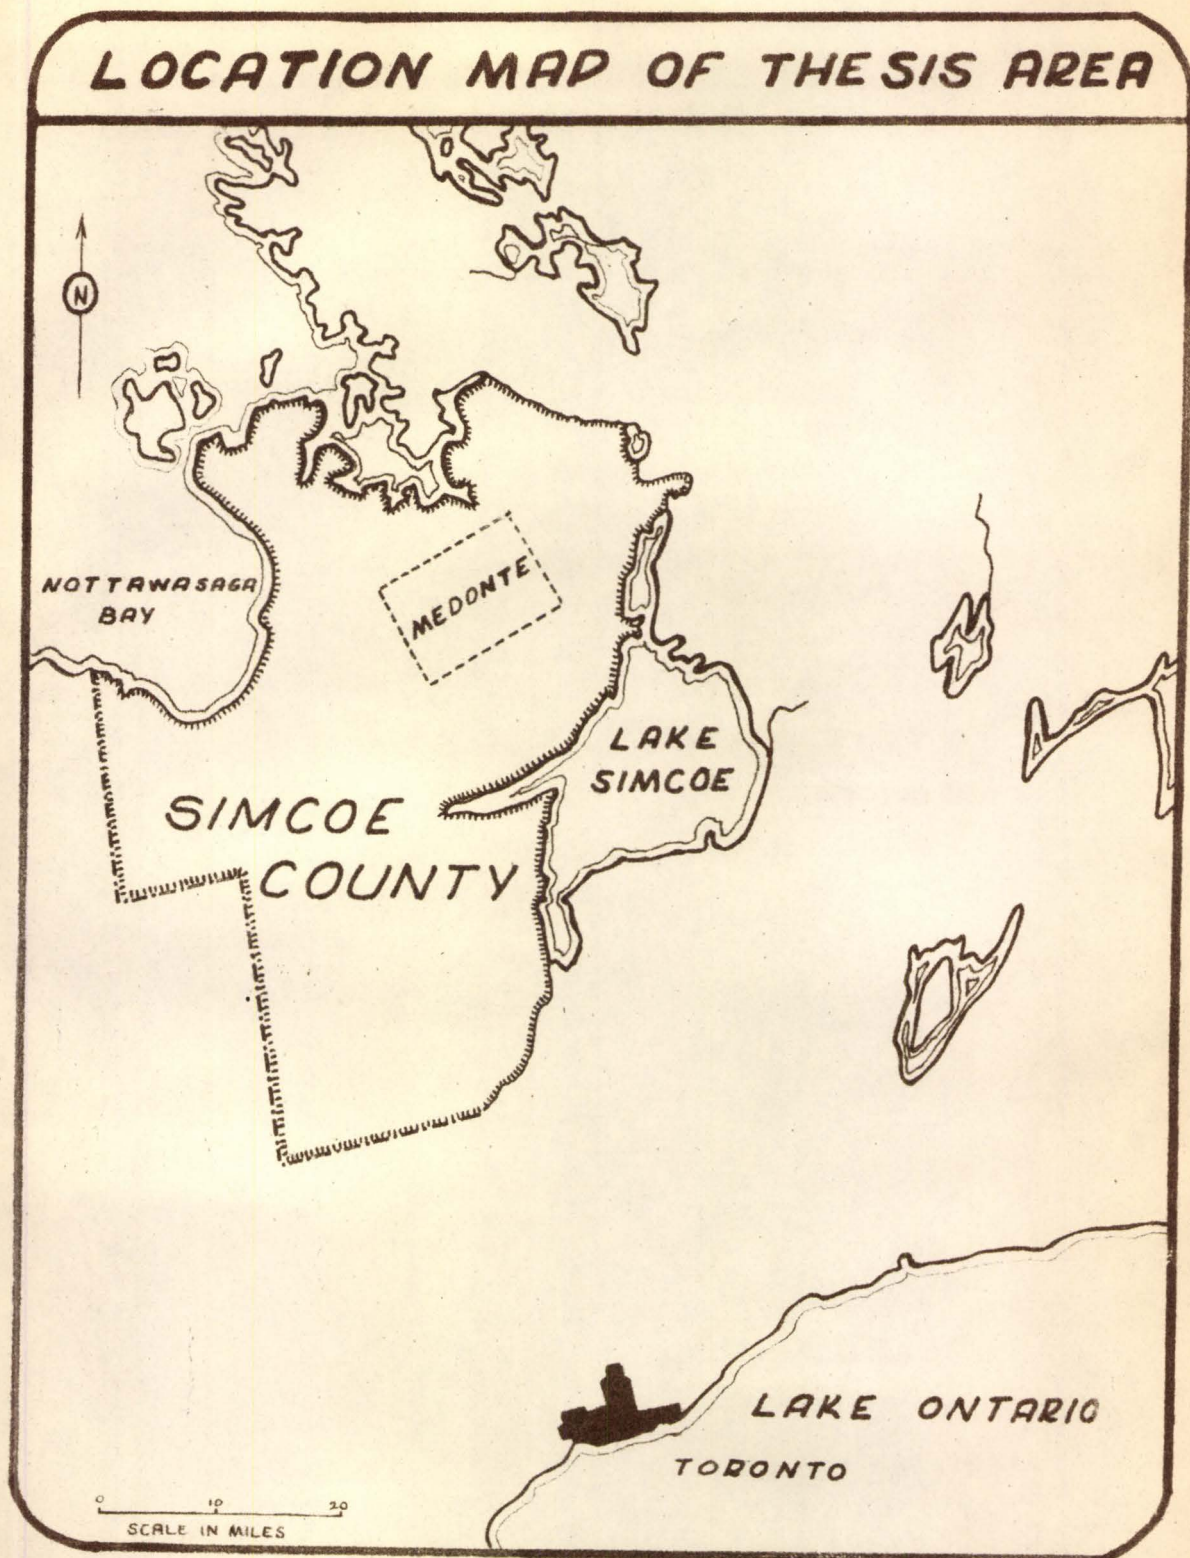 LOCATION MAP OF THESIS AREA
N
NOTTAWASAGA
BAY
MEDONTE
LAKE
SIMCOE
SIMCOE
COUNTY
LAKE ONTARIO
TORONTO
0 10 20
SCALE IN MILES